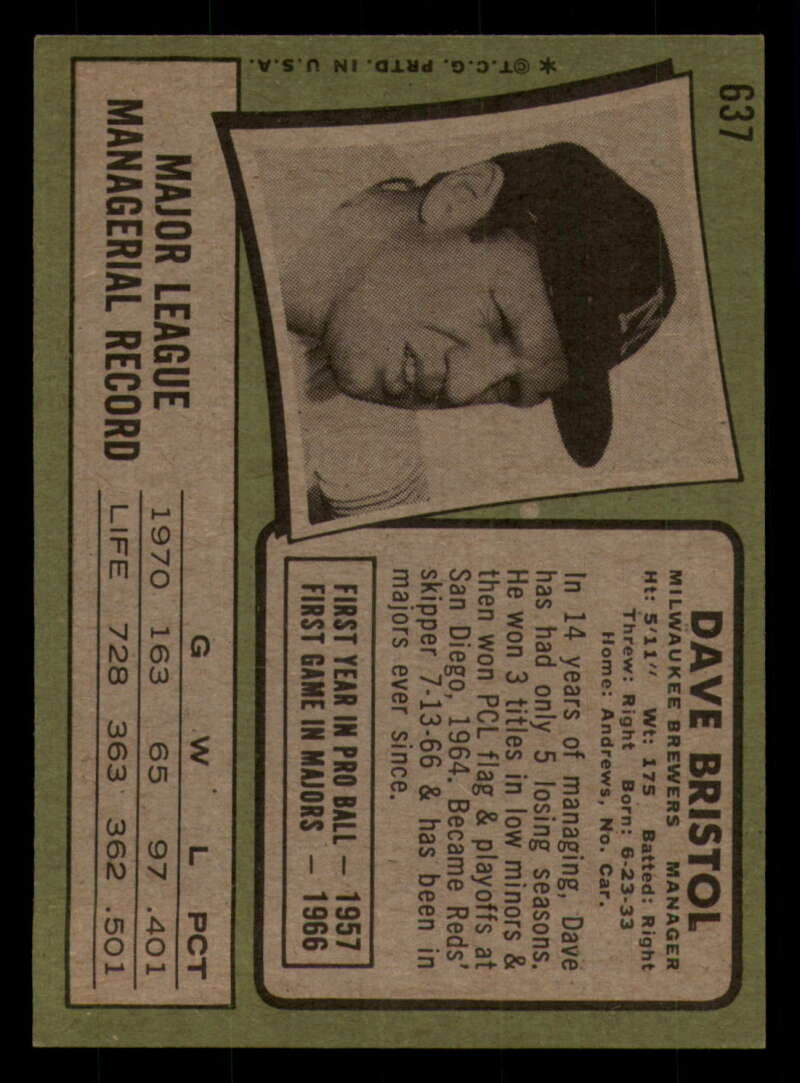 637
DAVE BRISTOL
MILWAUKEE BREWERS MANAGER
Ht: 5'11" Wt: 175 Batted: Right
Threw: Right Born: 6-23-33
Home: Andrews, No. Car.
In 14 years of managing, Dave
has had only 5 losing seasons.
He won 3 titles in low minors &
then won PCL flag & playoffs at
San Diego, 1964. Became Reds'
skipper 7-13-66 & has been in
majors ever since.
FIRST YEAR IN PRO BALL — 1957
FIRST GAME IN MAJORS — 1966
MAJOR LEAGUE
MANAGERIAL RECORD
G W L PCT
1970 163 65 97 .401
LIFE 728 363 362 .501
* ©T.C.G. PRTD. IN U.S.A.